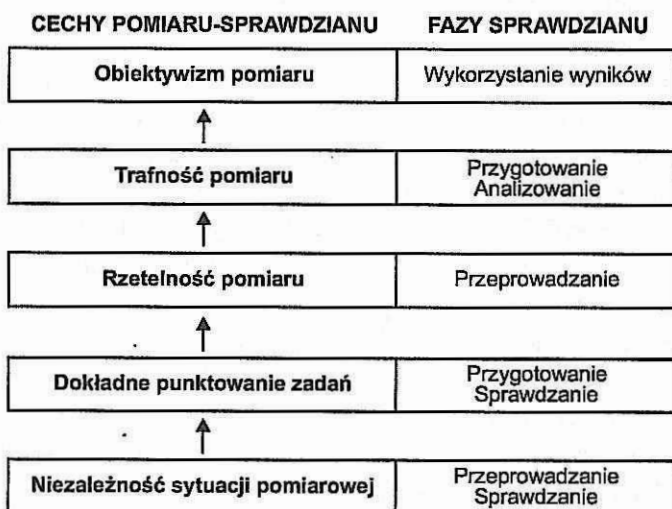 CECHY POMIARU-SPRAWDZIANU FAZY SPRAWDZIANU
Obiektywizm pomiaru Wykorzystanie wyników
Trafność pomiaru
Przygotowanie
Analizowanie
Rzetelność pomiaru Przeprowadzanie
Dokładne punktowanie zadań
Przygotowanie
Sprawdzanie
Niezależność sytuacji pomiarowej
Przeprowadzanie
Sprawdzanie